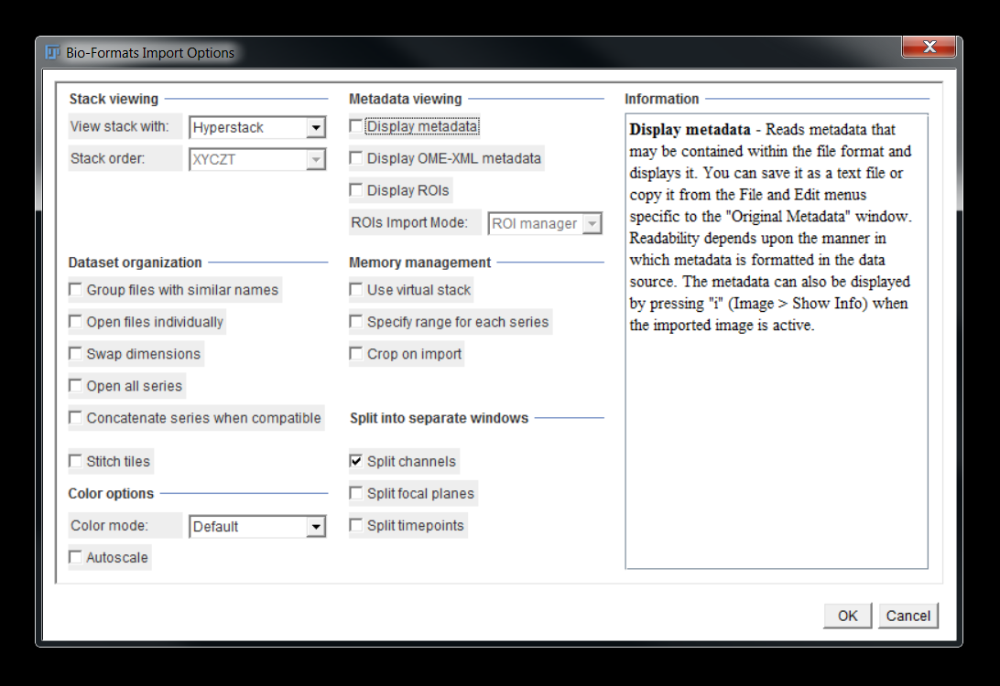 Bio-Formats Import Options
Stack viewing
View stack with: Hyperstack
Stack order: XYCZT
Metadata viewing
Display metadata
Display OME-XML metadata
Display ROIs
ROIs Import Mode: ROI manager
Information
Display metadata - Reads metadata that
may be contained within the file format and
displays it. You can save it as a text file or
copy it from the File and Edit menus
specific to the "Original Metadata" window.
Readability depends upon the manner in
which metadata is formatted in the data
source. The metadata can also be displayed
by pressing "i" (Image > Show Info) when
the imported image is active.
Dataset organization
Group files with similar names
Open files individually
Swap dimensions
Open all series
Concatenate series when compatible
Stitch tiles
Memory management
Use virtual stack
Specify range for each series
Crop on import
Split into separate windows
Split channels
Split focal planes
Split timepoints
Color options
Color mode: Default
Autoscale
OK
Cancel